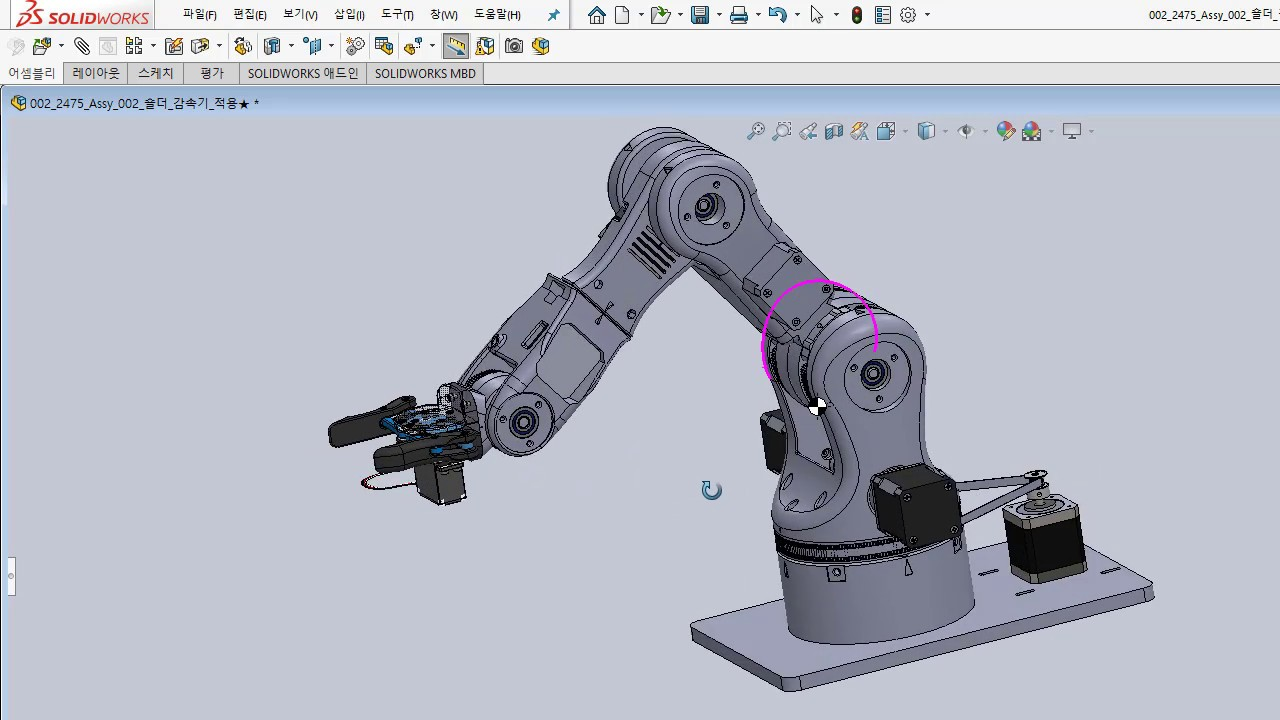 SOLIDWORKS 파일(F) 편집(E) 보기(V) 삽입(I) 도구(T) 창(W) 도움말(H) 002_2475_Assy_002_숄더_
어셈블리 레이아웃 스케치 평가 SOLIDWORKS 애드인 SOLIDWORKS MBD
002_2475_Assy_002_숄더_감속기_적용★ *